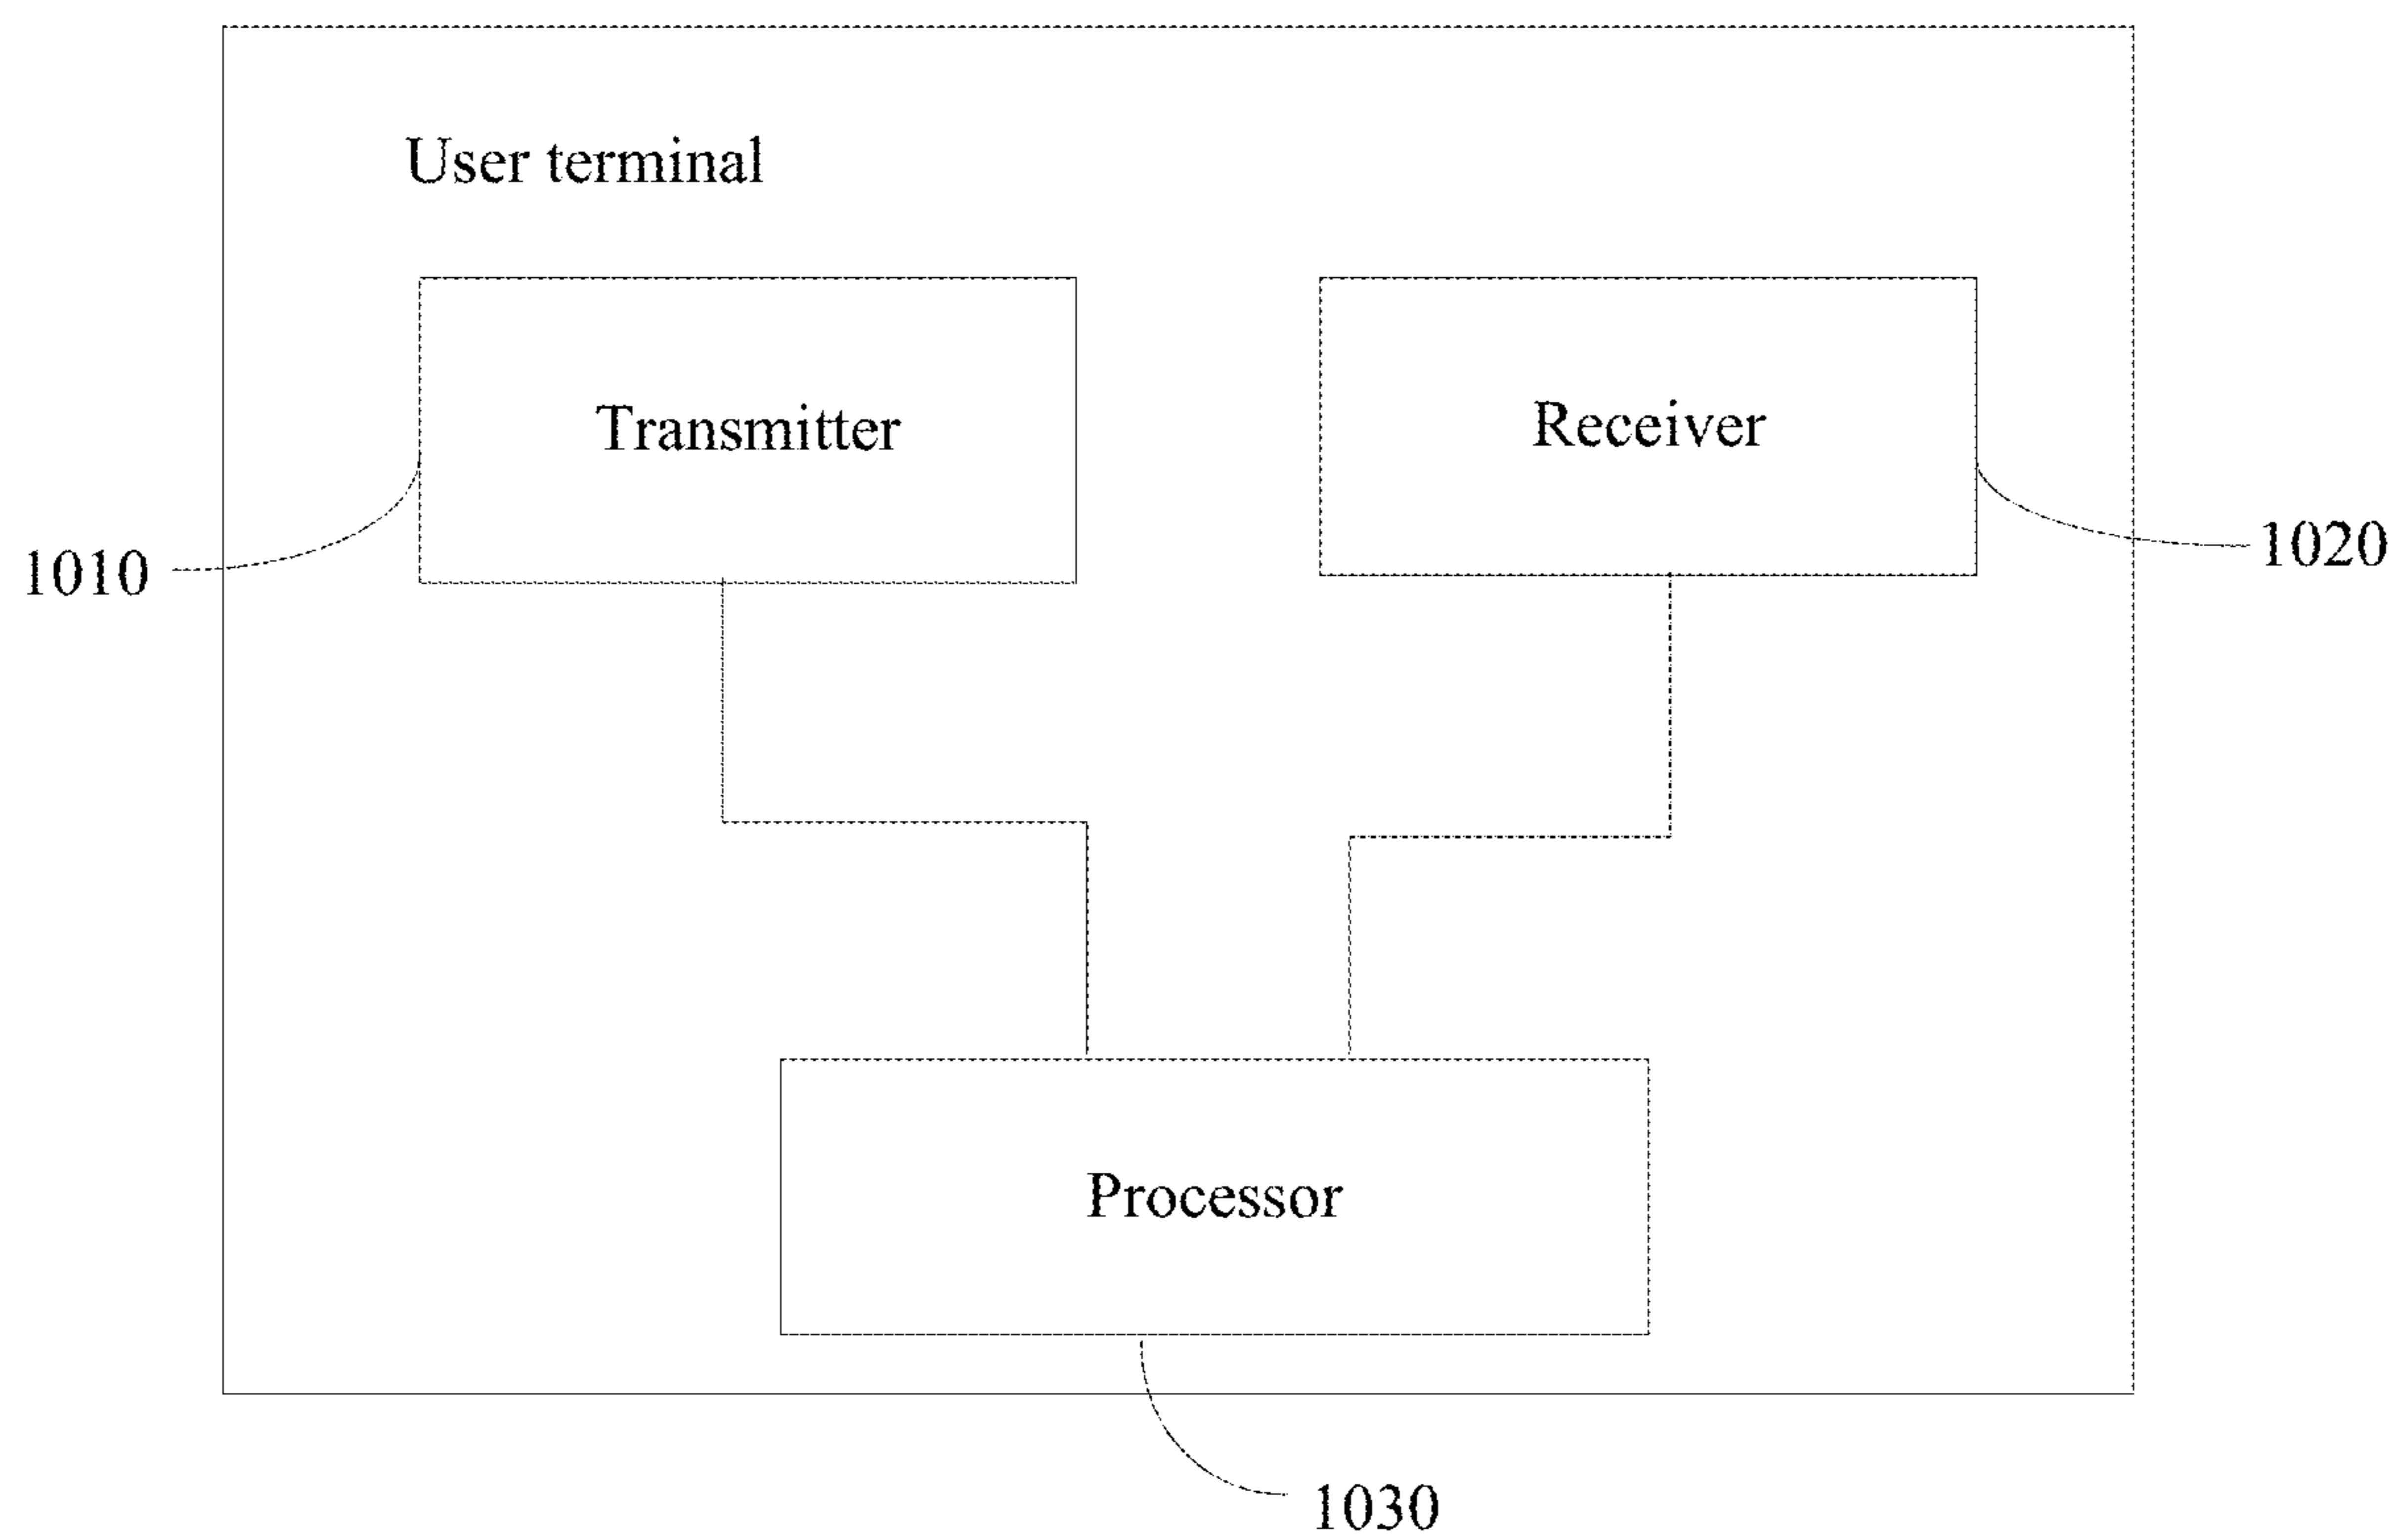 User terminal
Transmitter
Receiver
1010
1020
Processor
1030